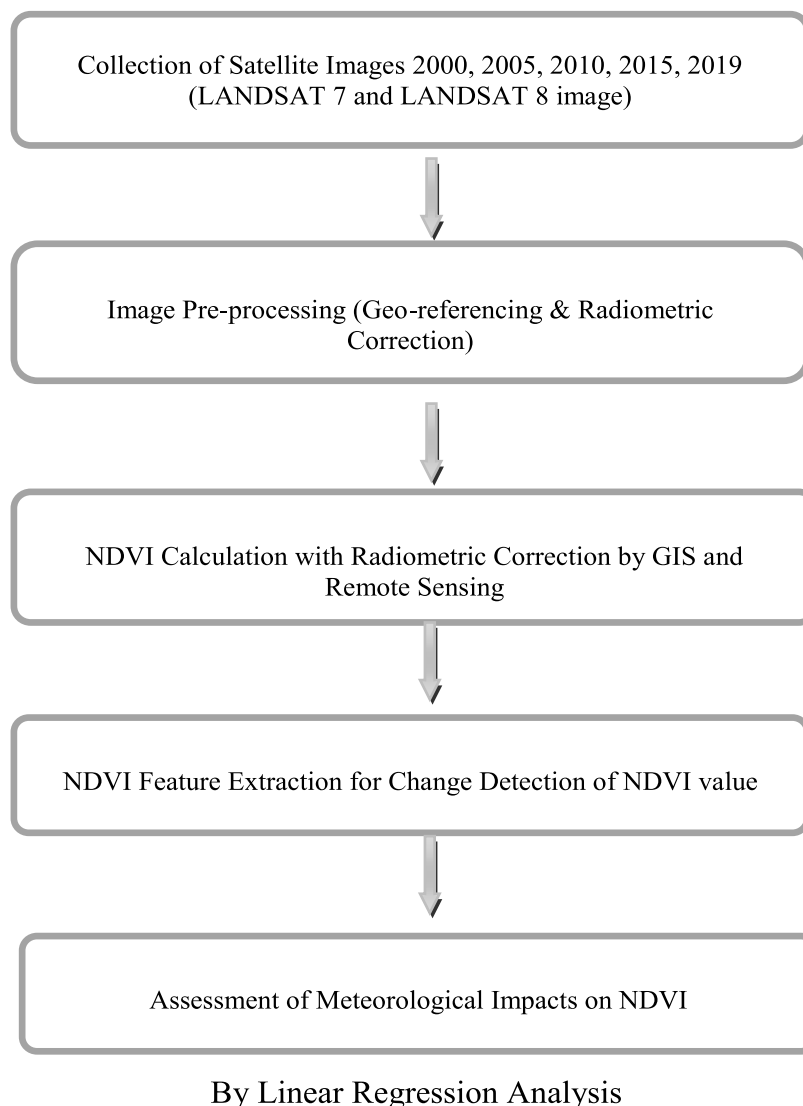 Collection of Satellite Images 2000, 2005, 2010, 2015, 2019
(LANDSAT 7 and LANDSAT 8 image)
Image Pre-processing (Geo-referencing & Radiometric
Correction)
NDVI Calculation with Radiometric Correction by GIS and
Remote Sensing
NDVI Feature Extraction for Change Detection of NDVI value
Assessment of Meteorological Impacts on NDVI
By Linear Regression Analysis